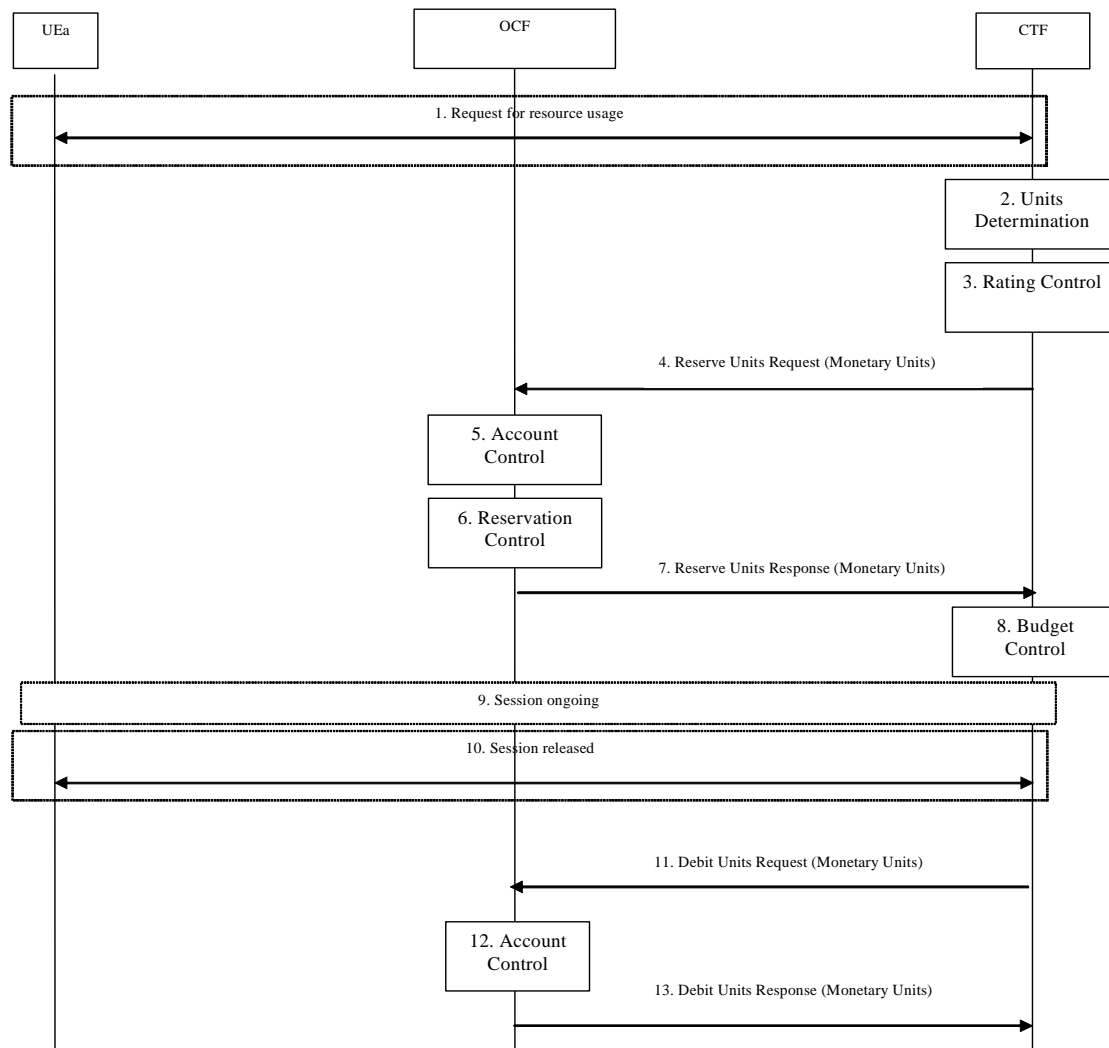 UEa
OCF
CTF
1. Request for resource usage
2. Units
Determination
3. Rating Control
4. Reserve Units Request (Monetary Units)
5. Account
Control
6. Reservation
Control
7. Reserve Units Response (Monetary Units)
8. Budget
Control
9. Session ongoing
10. Session released
11. Debit Units Request (Monetary Units)
12. Account
Control
13. Debit Units Response (Monetary Units)